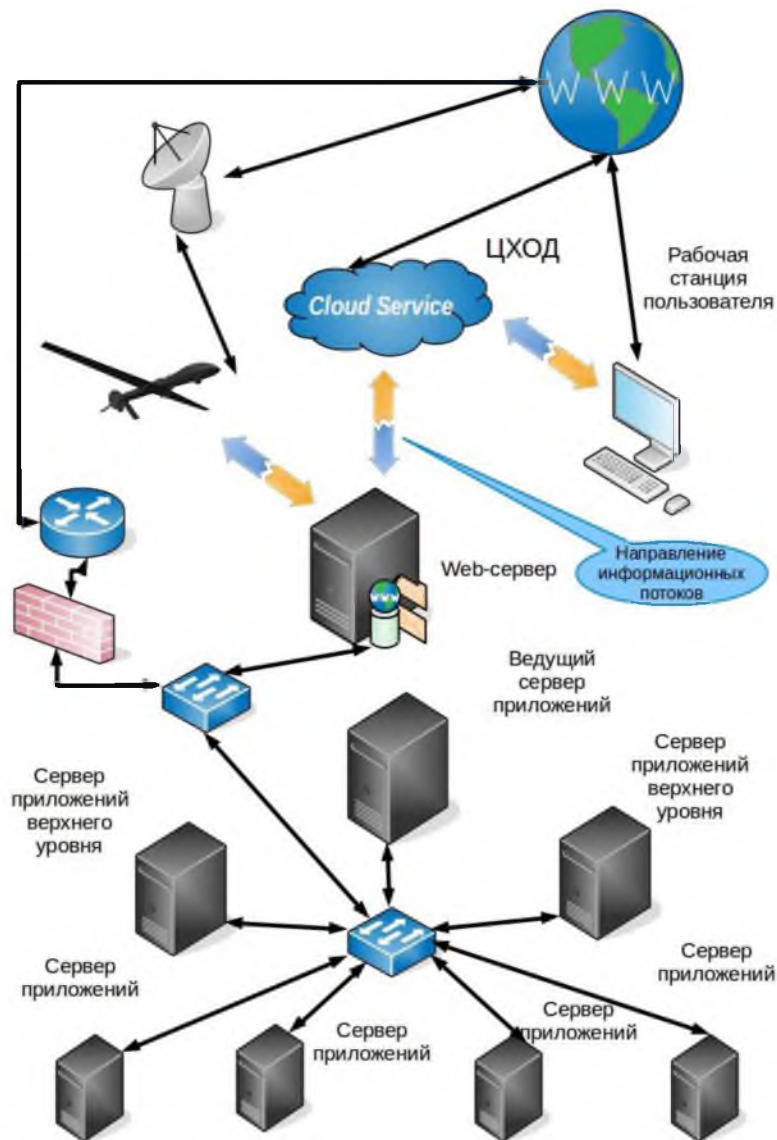 W W W
ЦХОД
Рабочая
станция
пользователя
Cloud Service
Направление
информационных
потоков
Web-сервер
Ведущий
сервер
приложений
Сервер
приложений
верхнего
уровня
Сервер
приложений
верхнего
уровня
Сервер
приложений
Сервер
приложений
Сервер
приложений
Сервер
приложений